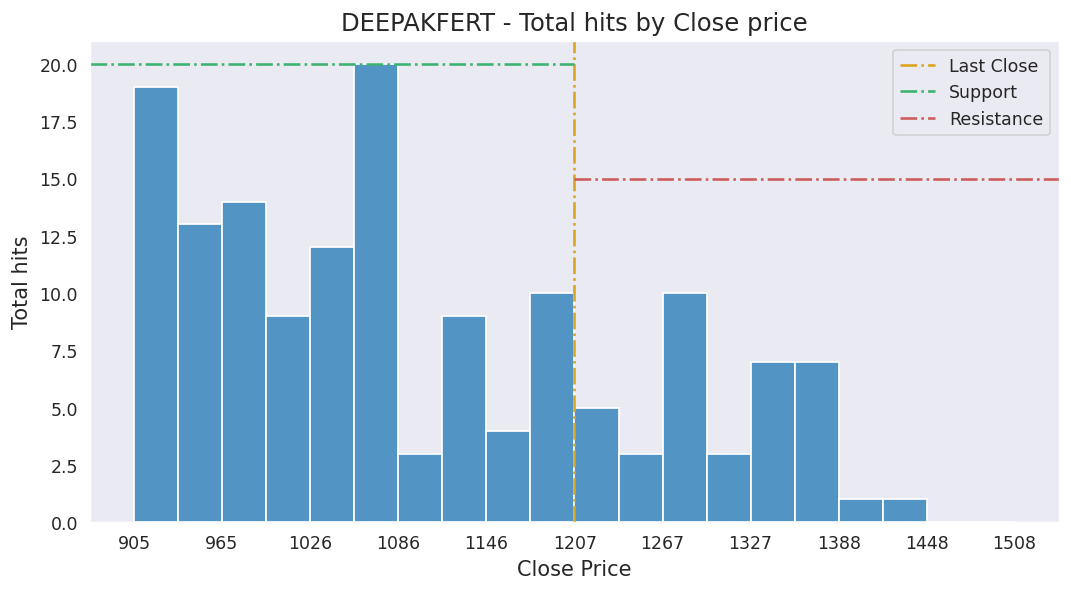 DEEPAKFERT - Total hits by Close price
Last Close
Support
Resistance
20.0
17.5
15.0
12.5
10.0
7.5
5.0
2.5
0.0
Total hits
905 965 1026 1086 1146 1207 1267 1327 1388 1448 1508
Close Price